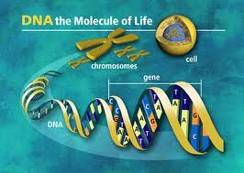 DNA the Molecule of Life
chromosomes
cell
gene
DNA